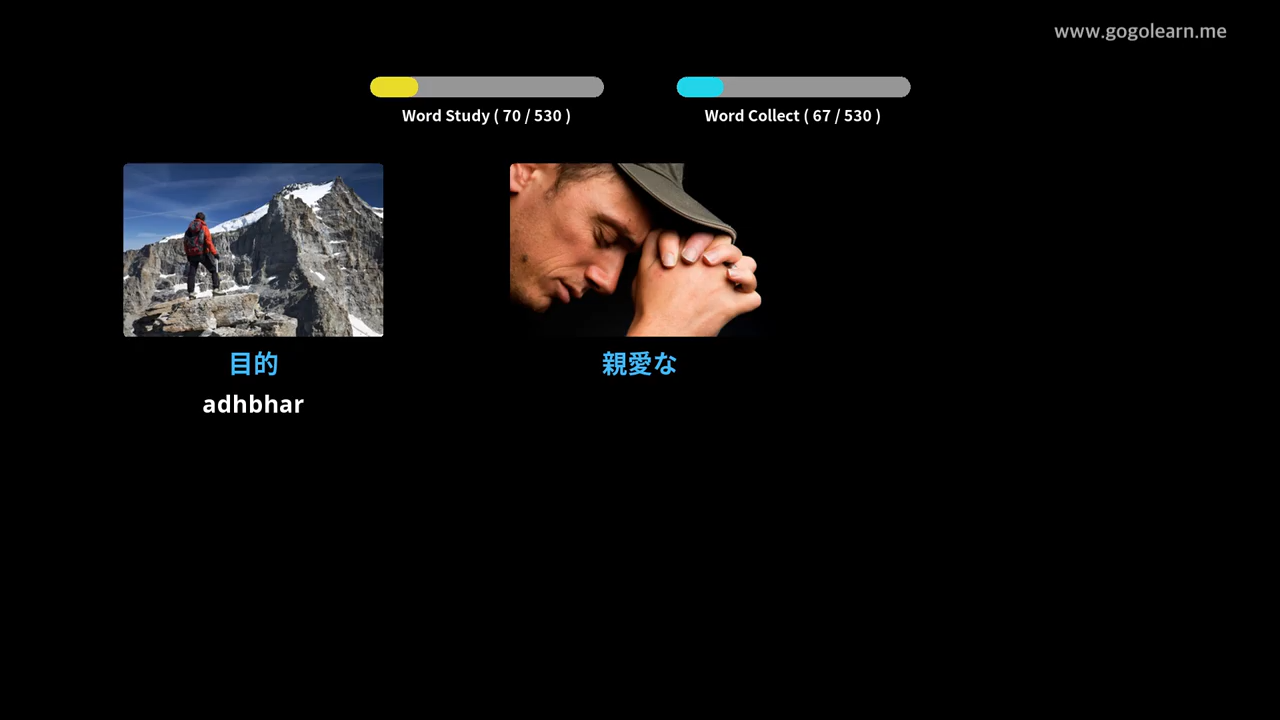 www.gogolearn.me
Word Study ( 70 / 530 )
Word Collect ( 67 / 530 )
目的
adhbhar
親愛な